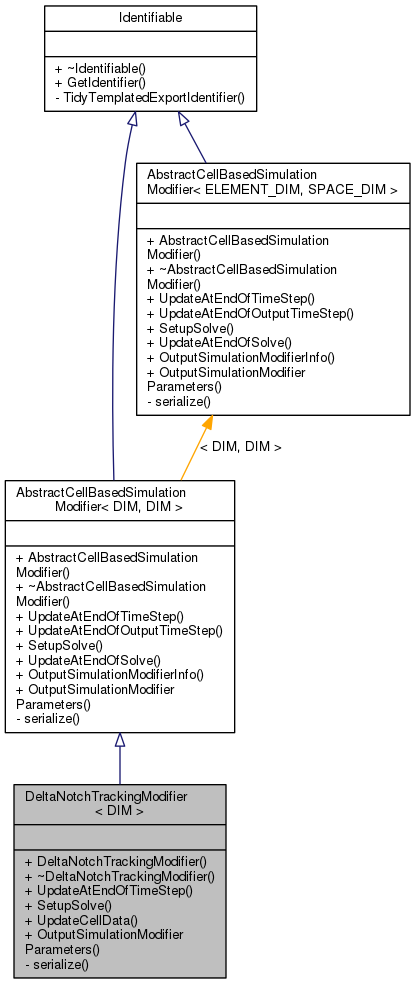 Identifiable
+ ~Identifiable()
+ GetIdentifier()
- TidyTemplatedExportIdentifier()
AbstractCellBasedSimulation
Modifier< ELEMENT_DIM, SPACE_DIM >
+ AbstractCellBasedSimulation
Modifier()
+ ~AbstractCellBasedSimulation
Modifier()
+ UpdateAtEndOfTimeStep()
+ UpdateAtEndOfOutputTimeStep()
+ SetupSolve()
+ UpdateAtEndOfSolve()
+ OutputSimulationModifierInfo()
+ OutputSimulationModifier
Parameters()
- serialize()
< DIM, DIM >
AbstractCellBasedSimulation
Modifier< DIM, DIM >
+ AbstractCellBasedSimulation
Modifier()
+ ~AbstractCellBasedSimulation
Modifier()
+ UpdateAtEndOfTimeStep()
+ UpdateAtEndOfOutputTimeStep()
+ SetupSolve()
+ UpdateAtEndOfSolve()
+ OutputSimulationModifierInfo()
+ OutputSimulationModifier
Parameters()
- serialize()
DeltaNotchTrackingModifier
< DIM >
+ DeltaNotchTrackingModifier()
+ ~DeltaNotchTrackingModifier()
+ UpdateAtEndOfTimeStep()
+ SetupSolve()
+ UpdateCellData()
+ OutputSimulationModifier
Parameters()
- serialize()